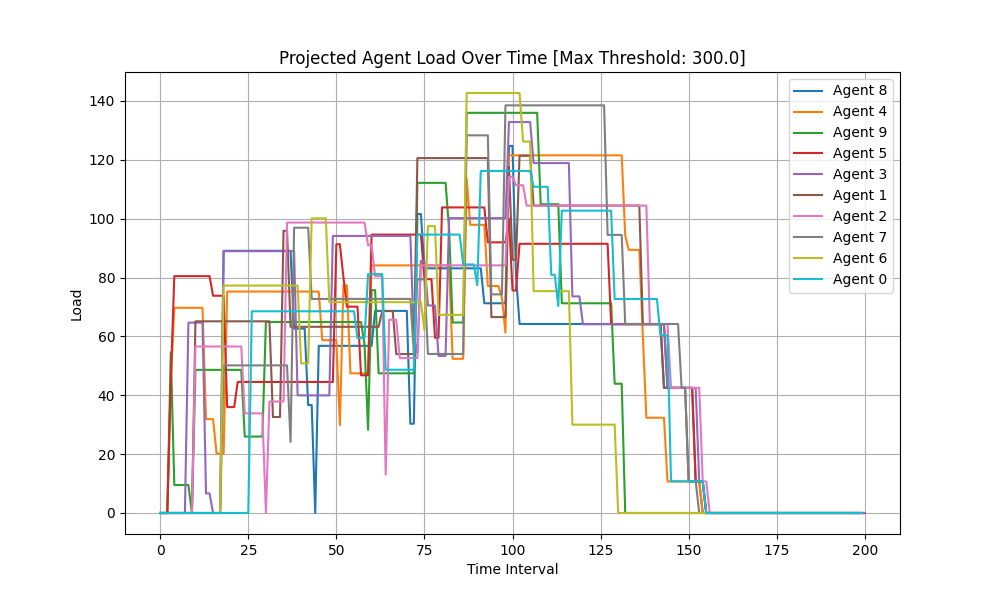 Projected Agent Load Over Time [Max Threshold: 300.0]
Load
140
120
100
80
60
40
20
0
0 25 50 75 100 125 150 175 200
Time Interval
Agent 8
Agent 4
Agent 9
Agent 5
Agent 3
Agent 1
Agent 2
Agent 7
Agent 6
Agent 0